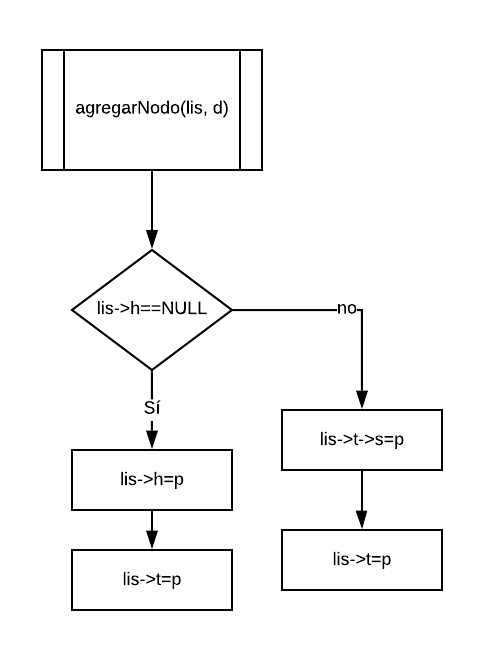 agregarNodo(lis, d)
lis->h==NULL
no
Sí
lis->t->s=p
lis->h=p
lis->t=p
lis->t=p